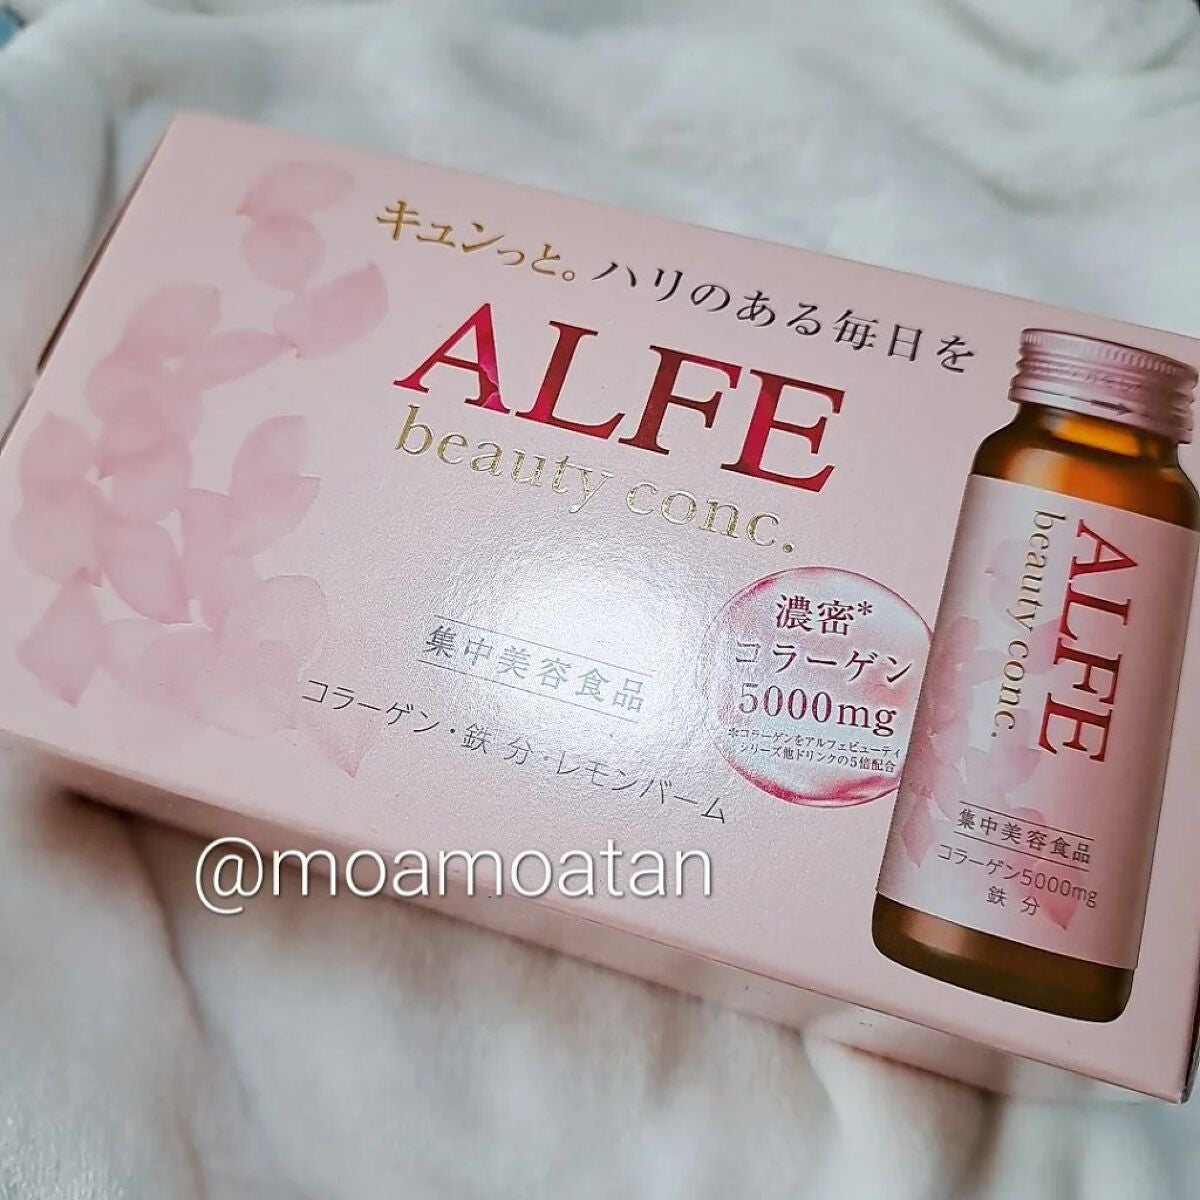 キュンっと。ハリのある毎日を
ALFE
beauty conc.
集中美容食品
コラーゲン・鉄分・レモンバーム
濃密*
コラーゲン
5000mg
*コラーゲンをアルフェビューティ
シリーズ他ドリンクの5倍配合
ALFE
beauty conc.
集中美容食品
コラーゲン5000mg
鉄分
@moamoatan